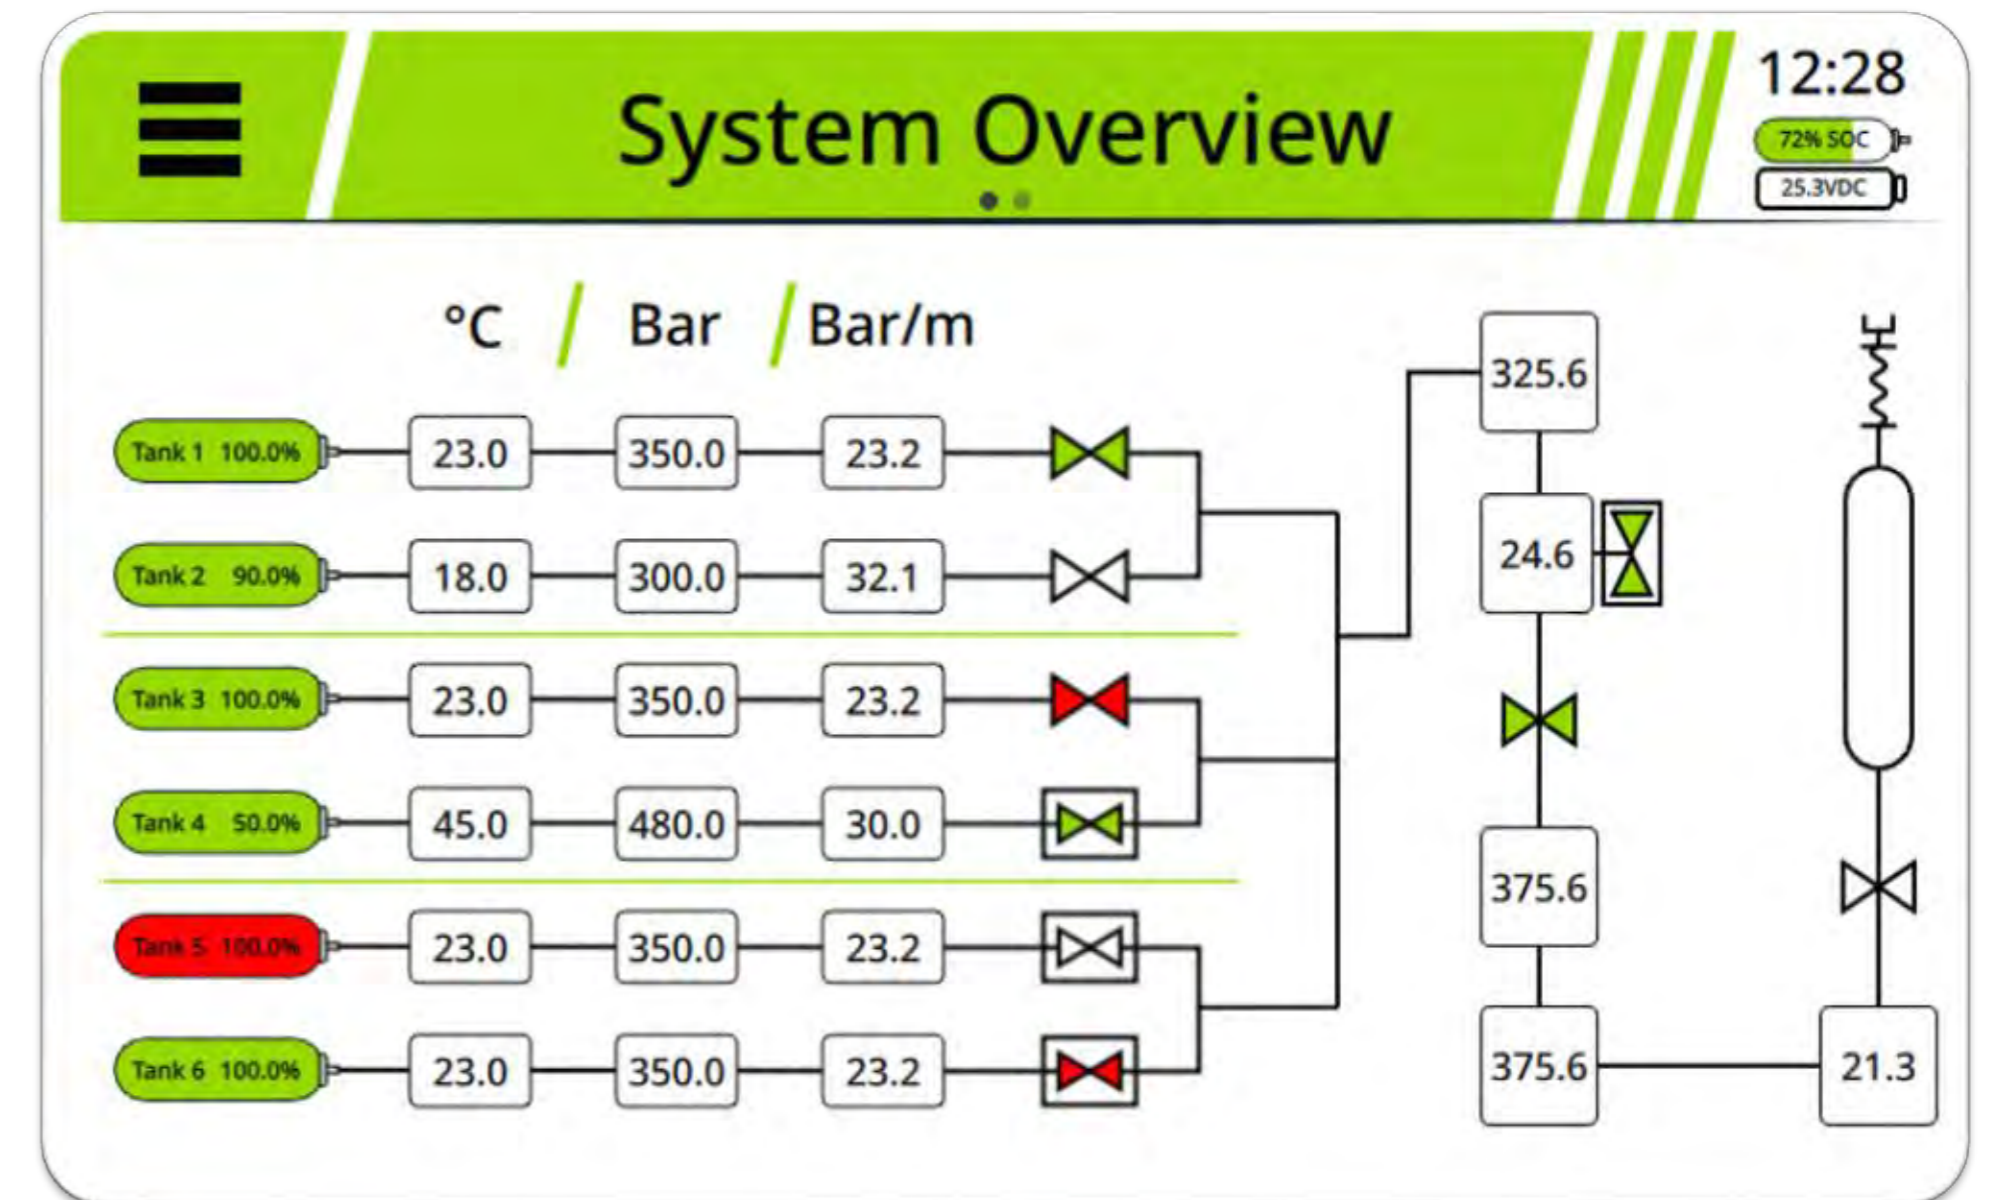 System Overview
12:28
72% SOC
25.3VDC
°C / Bar / Bar/m
325.6
Tank 1 100.0% 23.0 350.0 23.2
24.6
Tank 2 90.0% 18.0 300.0 32.1
Tank 3 100.0% 23.0 350.0 23.2
Tank 4 50.0% 45.0 480.0 30.0
375.6
Tank 5 100.0% 23.0 350.0 23.2
Tank 6 100.0% 23.0 350.0 23.2
375.6 21.3